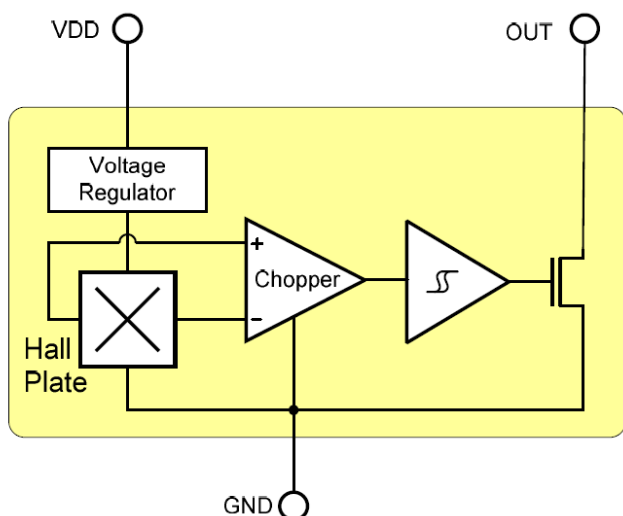 VDD
OUT
Voltage
Regulator
+
Chopper
−
Hall
Plate
GND